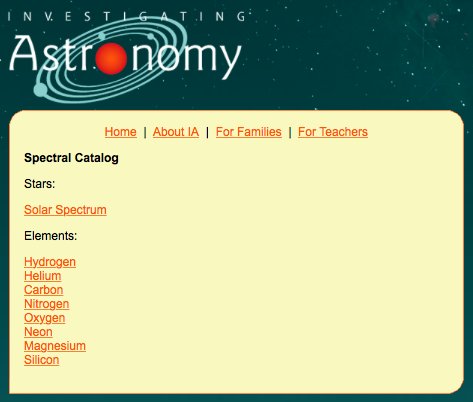 INVESTIGATING
Astronomy
Home | About IA | For Families | For Teachers
Spectral Catalog
Stars:
Solar Spectrum
Elements:
Hydrogen
Helium
Carbon
Nitrogen
Oxygen
Neon
Magnesium
Silicon